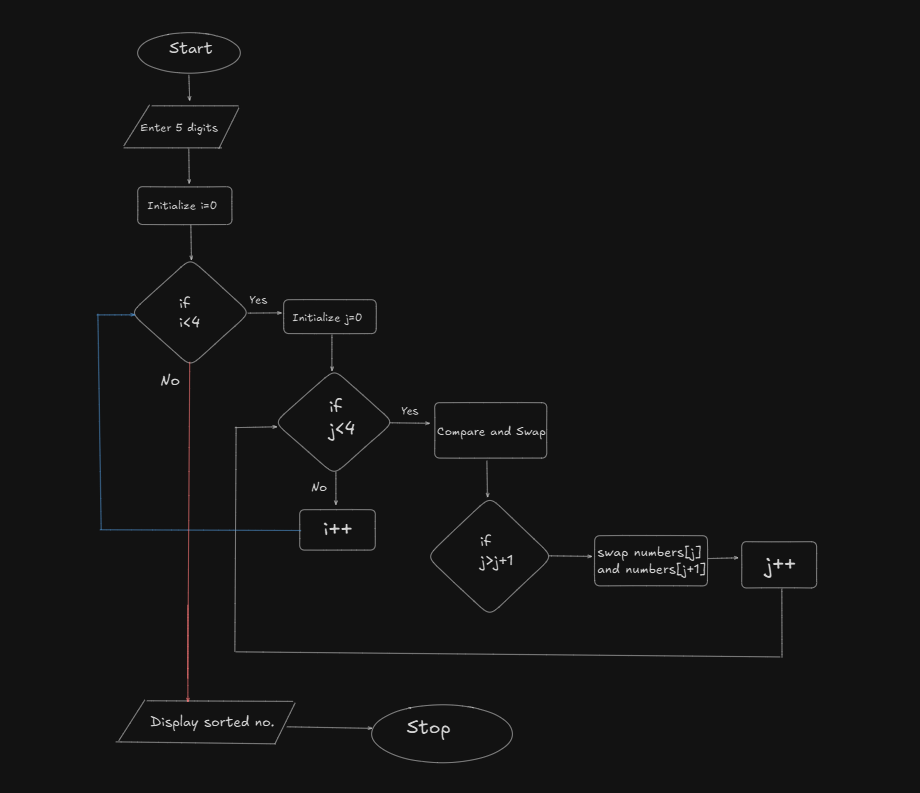 Start
Enter 5 digits
Initialize i=0
if
i<4
Yes
Initialize j=0
No
if
j<4
Yes
Compare and Swap
No
i++
if
j>j+1
swap numbers[j]
and numbers[j+1]
j++
Display sorted no.
Stop